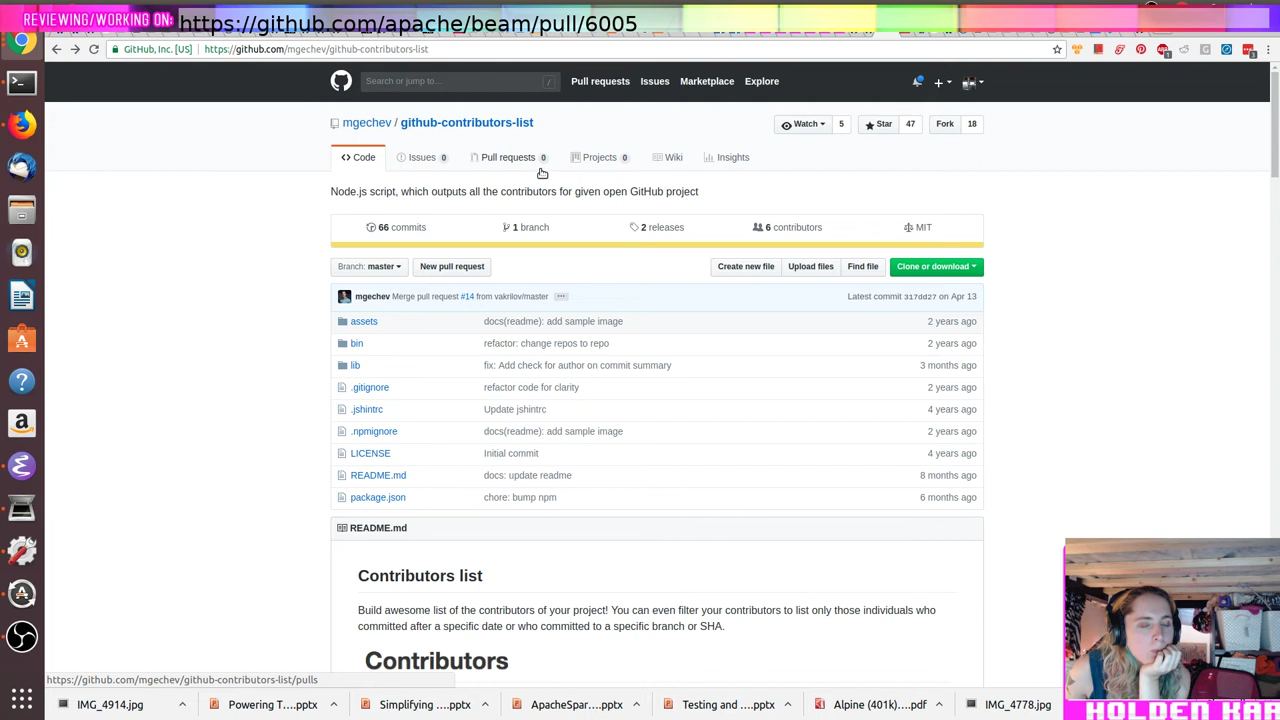 REVIEWING/WORKING ON: https://github.com/apache/beam/pull/6005
GitHub, Inc. [US] https://github.com/mgechev/github-contributors-list
Search or jump to... / Pull requests Issues Marketplace Explore
mgechev / github-contributors-list Watch 5 Star 47 Fork 18
Code Issues 0 Pull requests 0 Projects 0 Wiki Insights
Node.js script, which outputs all the contributors for given open GitHub project
66 commits 1 branch 2 releases 6 contributors MIT
Branch: master New pull request Create new file Upload files Find file Clone or download
mgechev Merge pull request #14 from vakrilov/master ... Latest commit 317dd27 on Apr 13
assets docs(readme): add sample image 2 years ago
bin refactor: change repos to repo 2 years ago
lib fix: Add check for author on commit summary 3 months ago
.gitignore refactor code for clarity 2 years ago
.jshintrc Update jshintrc 4 years ago
.npmignore docs(readme): add sample image 2 years ago
LICENSE Initial commit 4 years ago
README.md docs: update readme 8 months ago
package.json chore: bump npm 6 months ago
README.md
Contributors list
Build awesome list of the contributors of your project! You can even filter your contributors to list only those individuals who
committed after a specific date or who committed to a specific branch or SHA.
Contributors
https://github.com/mgechev/github-contributors-list/pulls
IMG_4914.jpg Powering T....pptx Simplifying ....pptx ApacheSpar....pptx Testing and ....pptx Alpine (401k)....pdf IMG_4778.jpg
HOLDEN KAR